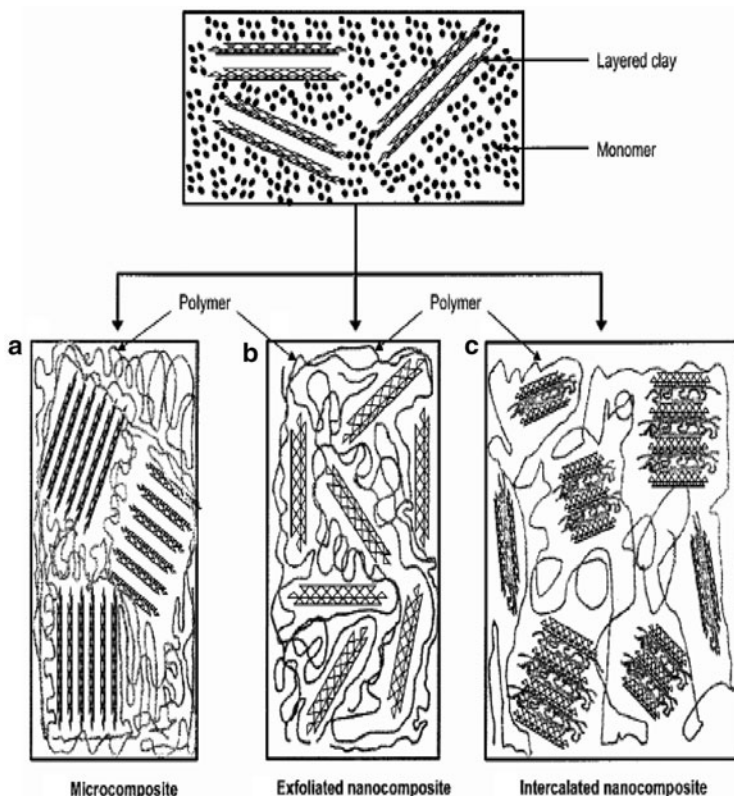 Layered clay
Monomer
Polymer
Polymer
a
b
c
Microcomposite
Exfoliated nanocomposite
Intercalated nanocomposite